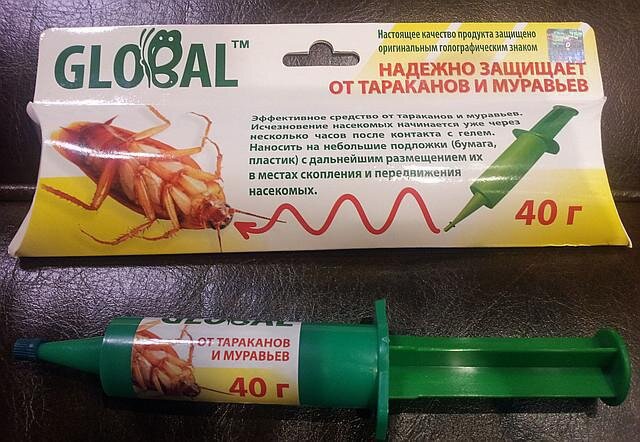 Настоящее качество продукта защищено
оригинальным голографическим знаком
GLOBAL™
НАДЕЖНО ЗАЩИЩАЕТ
ОТ ТАРАКАНОВ И МУРАВЬЕВ
Эффективное средство от тараканов и муравьев.
Исчезновение насекомых начинается уже через
несколько часов после контакта с гелем.
Наносить на небольшие подложки (бумага,
пластик) с дальнейшим размещением их
в местах скопления и передвижения
насекомых.
40 г
GLOBAL
ОТ ТАРАКАНОВ
И МУРАВЬЕВ
40 г